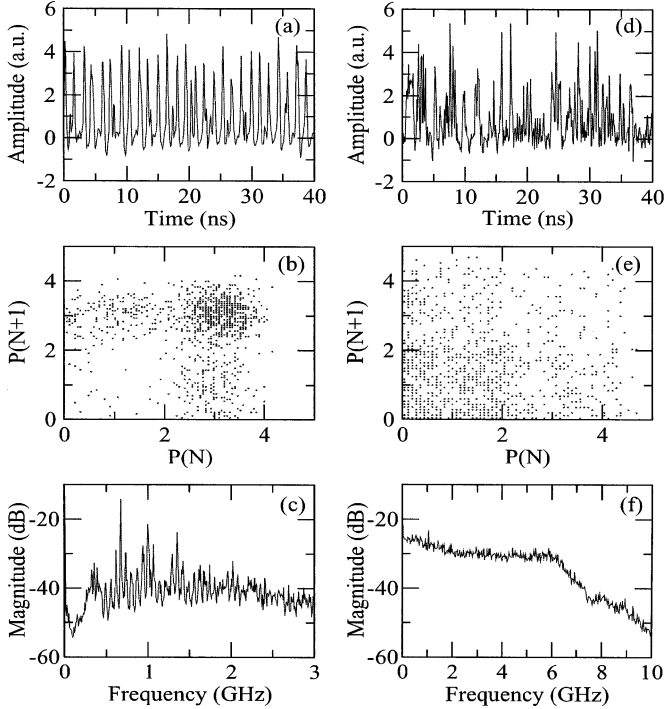 (a)
Amplitude (a.u.)
6
4
2
0
-2
0 10 20 30 40
Time (ns)
(d)
Amplitude (a.u.)
6
4
2
0
-2
0 10 20 30 40
Time (ns)
(b)
P(N+1)
4
2
0
0 2 4
P(N)
(e)
P(N+1)
4
2
0
0 2 4
P(N)
(c)
Magnitude (dB)
-20
-40
-60
0 1 2 3
Frequency (GHz)
(f)
Magnitude (dB)
-20
-40
-60
0 2 4 6 8 10
Frequency (GHz)